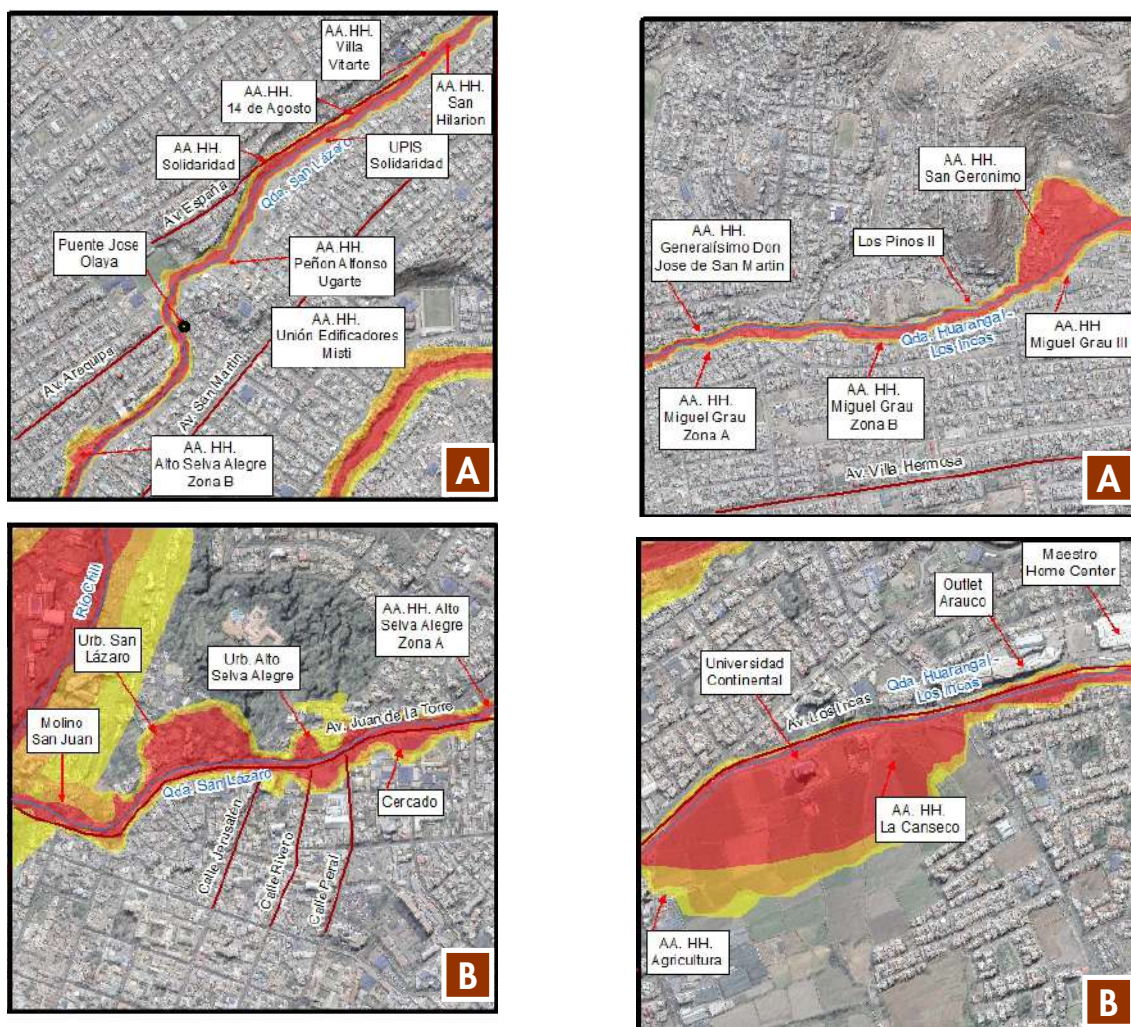 AA.HH.
Villa
Vitarte
AA.HH.
14 de Agosto
AA.HH.
San
Hilarion
AA.HH.
Solidaridad
UPIS
Solidaridad
Qda. San Lázaro
Av. España
Puente Jose
Olaya
AA.HH.
Peñon Alfonso
Ugarte
AA.HH.
Unión Edificadores
Misti
Av. Arequipa
Av. San Martin
AA. HH.
Alto Selva Alegre
Zona B
A
AA. HH.
San Geronimo
AA. HH.
Generalísimo Don
Jose de San Martin
Los Pinos II
Qda. Huarangal -
Los Incas
AA.HH
Miguel Grau III
AA. HH.
Miguel Grau
Zona A
AA. HH.
Miguel Grau
Zona B
Av. Villa Hermosa
A
Río Chili
Urb. San
Lázaro
Urb. Alto
Selva Alegre
AA.HH. Alto
Selva Alegre
Zona A
Molino
San Juan
Av. Juan de la Torre
Qda. San Lázaro
Cercado
Calle Jerusalén
Calle Rivero
Calle Peral
B
Maestro
Home Center
Outlet
Arauco
Universidad
Continental
Qda. Huarangal -
Los Incas
Av. Los Incas
AA. HH.
La Canseco
AA. HH.
Agricultura
B